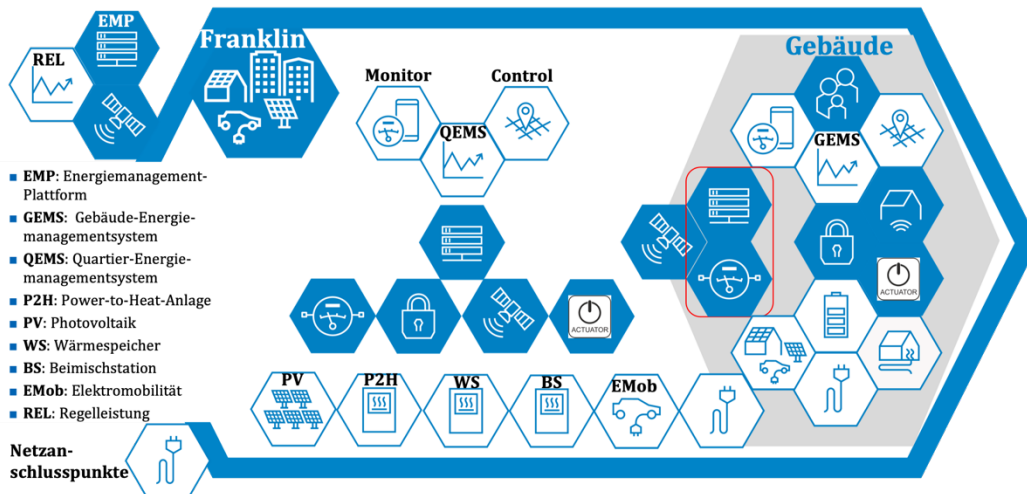 EMP
REL
Franklin
Monitor
Control
QEMS
Gebäude
GEMS
EMP: Energiemanagement-
Plattform
GEMS: Gebäude-Energie-
managementsystem
QEMS: Quartier-Energie-
managementsystem
P2H: Power-to-Heat-Anlage
PV: Photovoltaik
WS: Wärmespeicher
BS: Beimischstation
EMob: Elektromobilität
REL: Regelleistung
ACTUATOR
ACTUATOR
PV
P2H
WS
BS
EMob
Netzan-
schlusspunkte